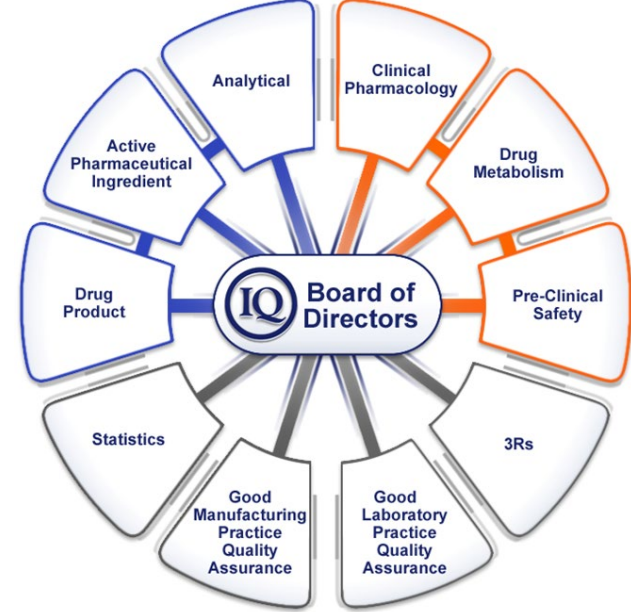 Analytical
Clinical
Pharmacology
Active
Pharmaceutical
Ingredient
Drug
Metabolism
Drug
Product
IQ
Board of
Directors
Pre-Clinical
Safety
Statistics
3Rs
Good
Manufacturing
Practice
Quality
Assurance
Good
Laboratory
Practice
Quality
Assurance